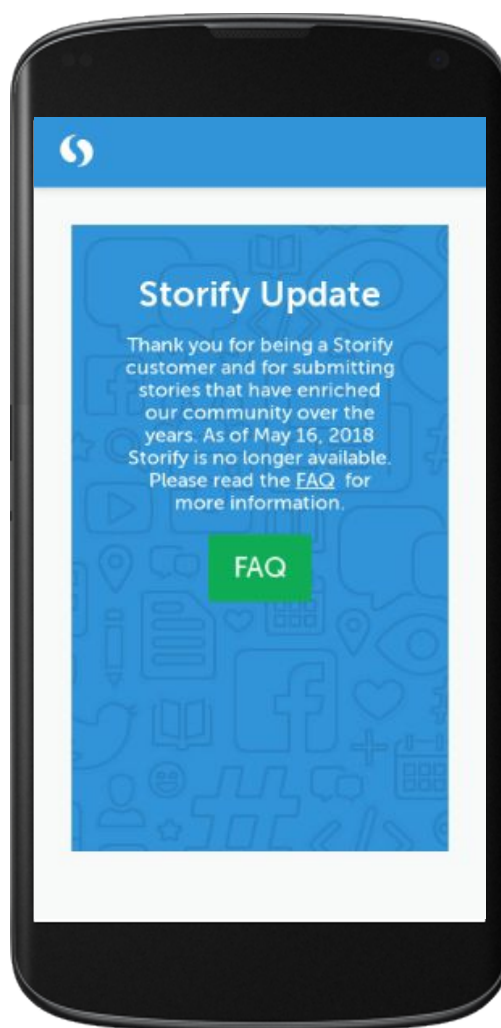 Storify Update
Thank you for being a Storify
customer and for submitting
stories that have enriched
our community over the
years. As of May 16, 2018
Storify is no longer available.
Please read the FAQ for
more information.
FAQ